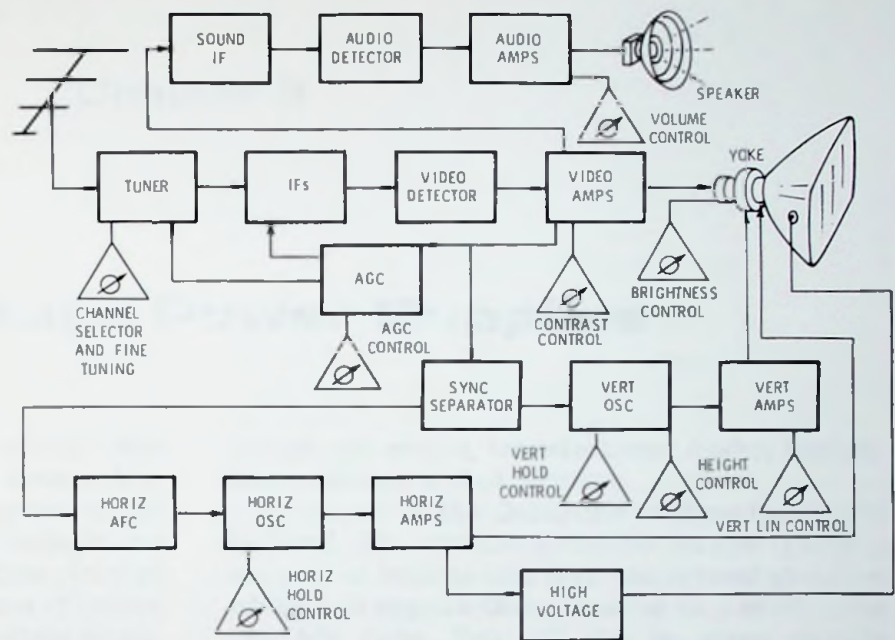 SOUND
IF
AUDIO
DETECTOR
AUDIO
AMPS
SPEAKER
VOLUME
CONTROL
YOKE
TUNER
IFs
VIDEO
DETECTOR
VIDEO
AMPS
AGC
BRIGHTNESS
CONTROL
CHANNEL
SELECTOR
AND FINE
TUNING
AGC
CONTROL
CONTRAST
CONTROL
SYNC
SEPARATOR
VERT
OSC
VERT
AMPS
VERT
HOLD
CONTROL
HEIGHT
CONTROL
VERT LIN CONTROL
HORIZ
AFC
HORIZ
OSC
HORIZ
AMPS
HORIZ
HOLD
CONTROL
HIGH
VOLTAGE